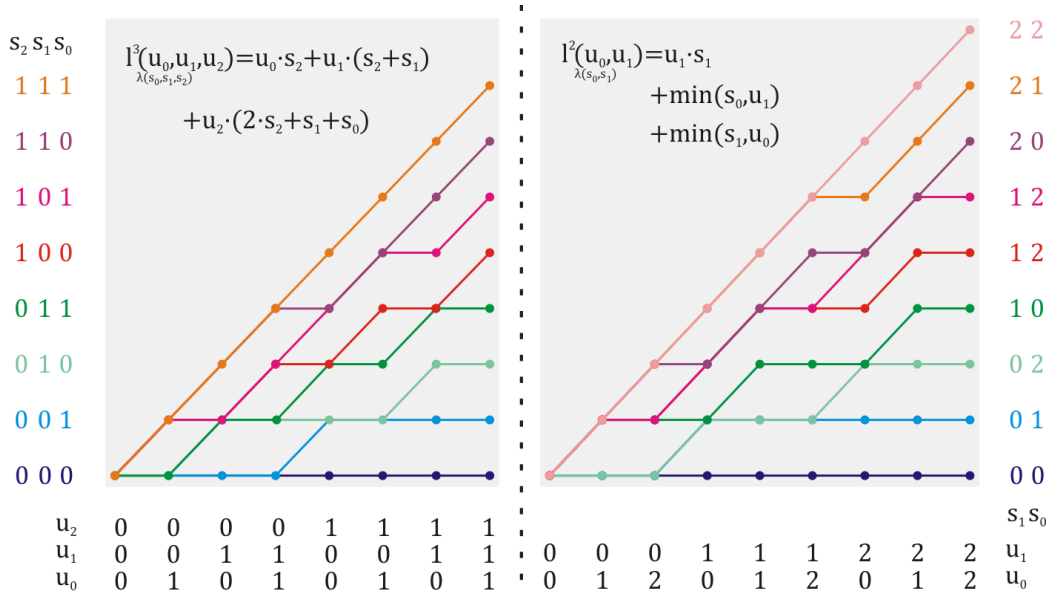 s₂ s₁ s₀
1 1 1
1 1 0
1 0 1
1 0 0
0 1 1
0 1 0
0 0 1
0 0 0
l³(u₀,u₁,u₂)=u₀·s₂+u₁·(s₂+s₁)
λ(s₀,s₁,s₂)
+u₂·(2·s₂+s₁+s₀)
u₂ 0 0 0 0 1 1 1 1
u₁ 0 0 1 1 0 0 1 1
u₀ 0 1 0 1 0 1 0 1
l²(u₀,u₁)=u₁·s₁
λ(s₀,s₁)
+min(s₀,u₁)
+min(s₁,u₀)
2 2
2 1
2 0
1 2
1 2
1 0
0 2
0 1
0 0
s₁ s₀
0 0 0 1 1 1 2 2 2 u₁
0 1 2 0 1 2 0 1 2 u₀